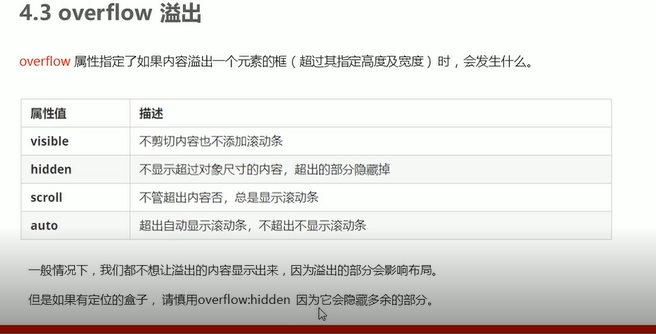 4.3 overflow 溢出
overflow 属性指定了如果内容溢出一个元素的框（超过其指定高度及宽度）时，会发生什么。
属性值 描述
visible 不剪切内容也不添加滚动条
hidden 不显示超过对象尺寸的内容，超出的部分隐藏掉
scroll 不管超出内容否，总是显示滚动条
auto 超出自动显示滚动条，不超出不显示滚动条
一般情况下，我们都不想让溢出的内容显示出来，因为溢出的部分会影响布局。
但是如果有定位的盒子，请慎用overflow:hidden 因为它会隐藏多余的部分。